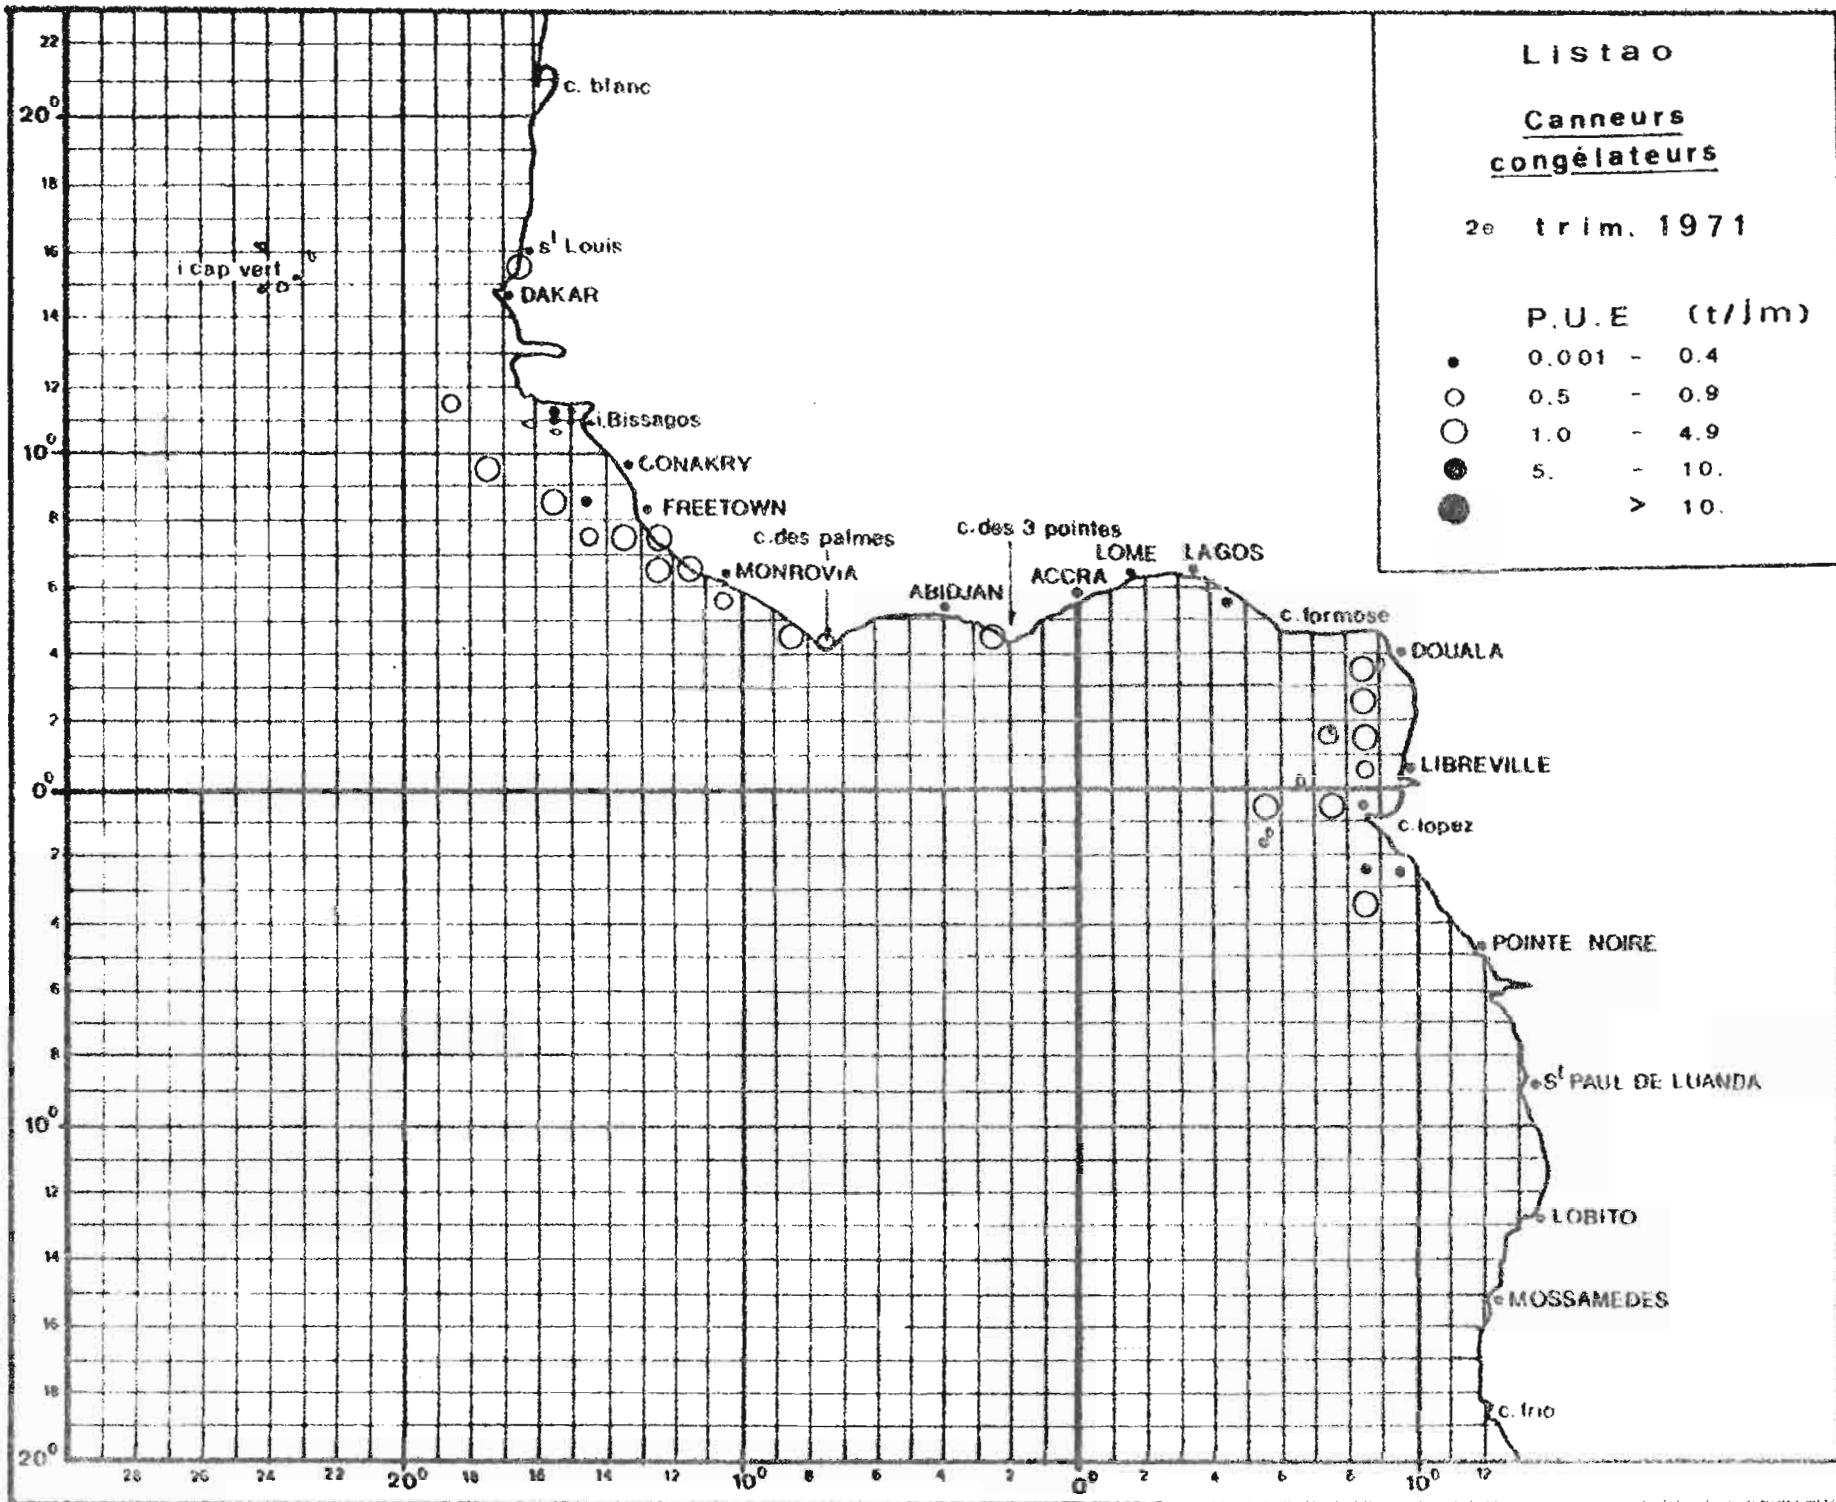 Listao
Canneurs
congélateurs
2e trim. 1971
P.U.E (t/jm)
0.001 - 0.4
0.5 - 0.9
1.0 - 4.9
5. - 10.
> 10.
22
20°
18
16
14
12
10°
8
6
4
2
0°
2
4
6
8
10°
12
14
16
18
20°
c. blanc
sᵗ Louis
i cap vert
DAKAR
i.Bissagos
CONAKRY
FREETOWN
c.des palmes
c.des 3 pointes
LOME LAGOS
MONROVIA
ACCRA
ABIDJAN
c.formose
DOUALA
LIBREVILLE
c.lopez
POINTE NOIRE
Sᵗ PAUL DE LUANDA
LOBITO
MOSSAMEDES
c. frio
28 26 24 22 20° 18 16 14 12 10° 8 6 4 2 0° 2 4 6 8 10° 12